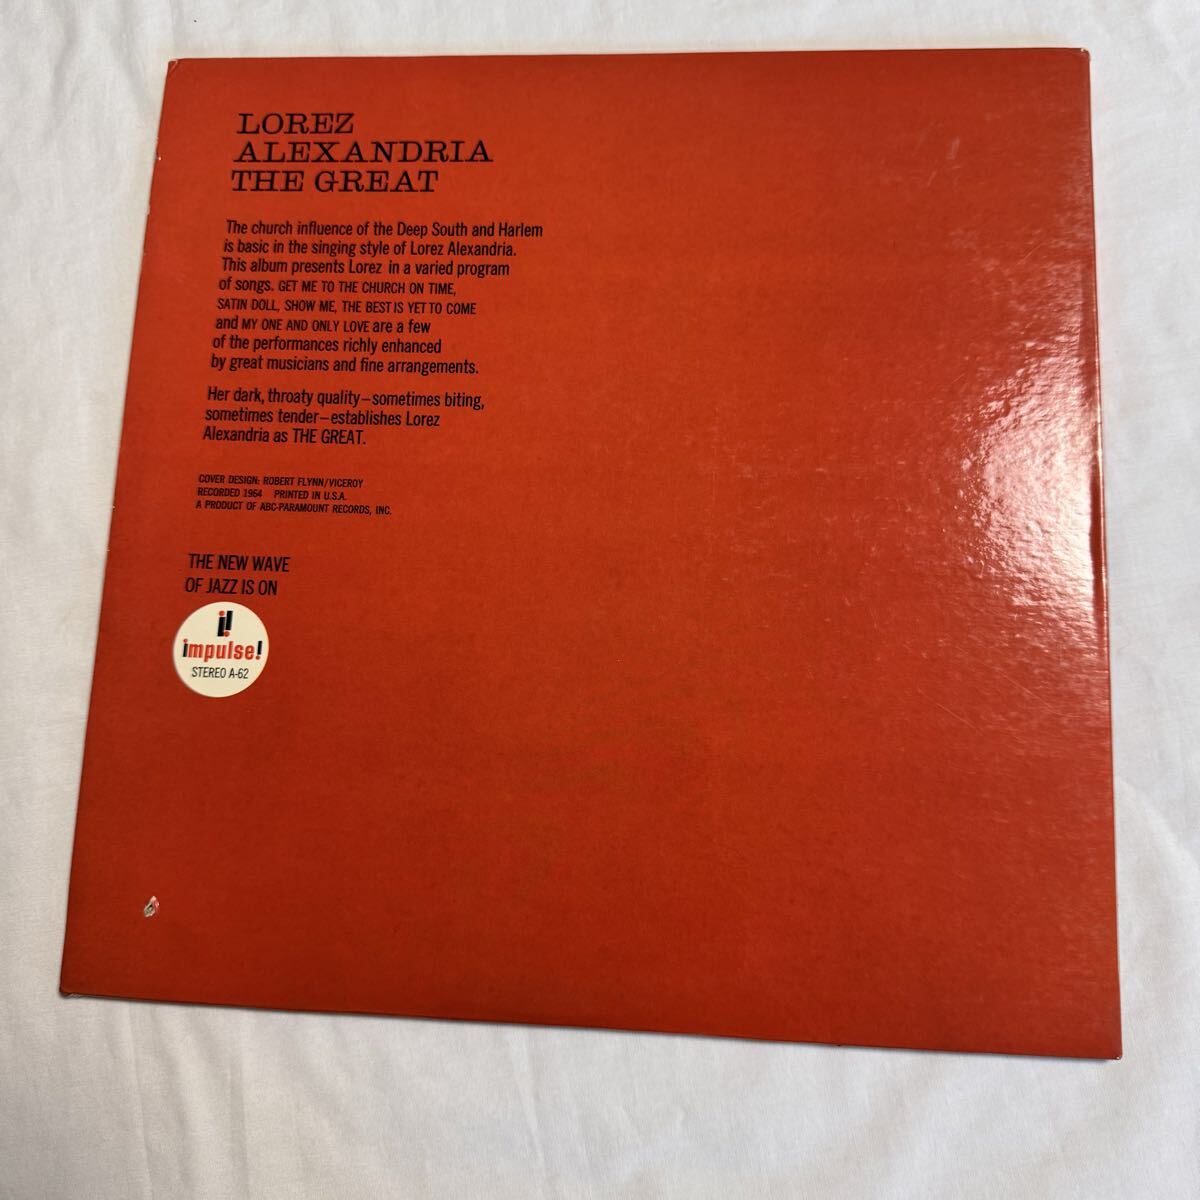 LOREZ
ALEXANDRIA
THE GREAT
The church influence of the Deep South and Harlem
is basic in the singing style of Lorez Alexandria.
This album presents Lorez in a varied program
of songs. GET ME TO THE CHURCH ON TIME,
SATIN DOLL, SHOW ME, THE BEST IS YET TO COME
and MY ONE AND ONLY LOVE are a few
of the performances richly enhanced
by great musicians and fine arrangements.
Her dark, throaty quality—sometimes biting,
sometimes tender—establishes Lorez
Alexandria as THE GREAT.
COVER DESIGN: ROBERT FLYNN/VICEROY
RECORDED 1964 PRINTED IN U.S.A.
A PRODUCT OF ABC-PARAMOUNT RECORDS, INC.
THE NEW WAVE
OF JAZZ IS ON
i!
impulse!
STEREO A-62